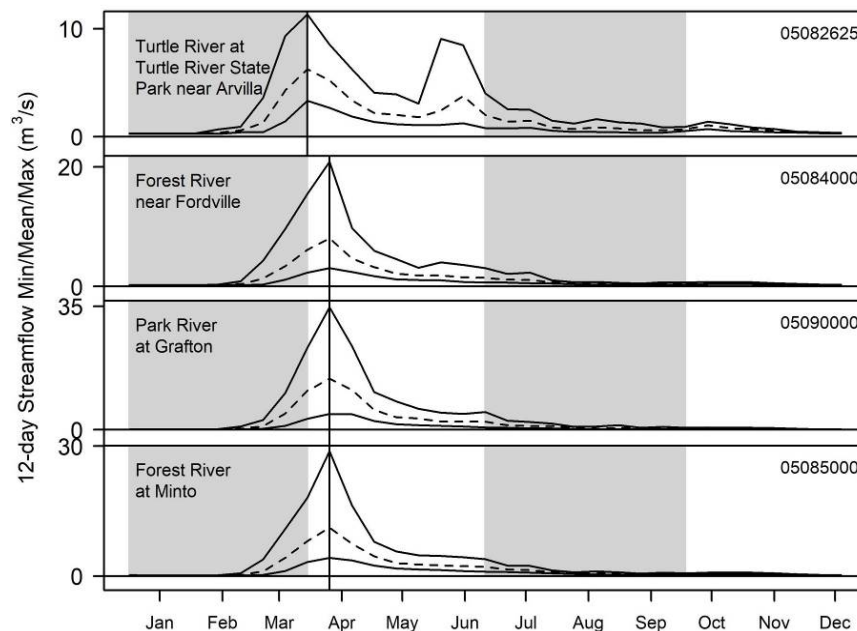 12-day Streamflow Min/Mean/Max (m³/s)
10
0
Turtle River at
Turtle River State
Park near Arvilla
05082625
20
0
Forest River
near Fordville
05084000
35
0
Park River
at Grafton
05090000
30
0
Forest River
at Minto
05085000
Jan Feb Mar Apr May Jun Jul Aug Sep Oct Nov Dec